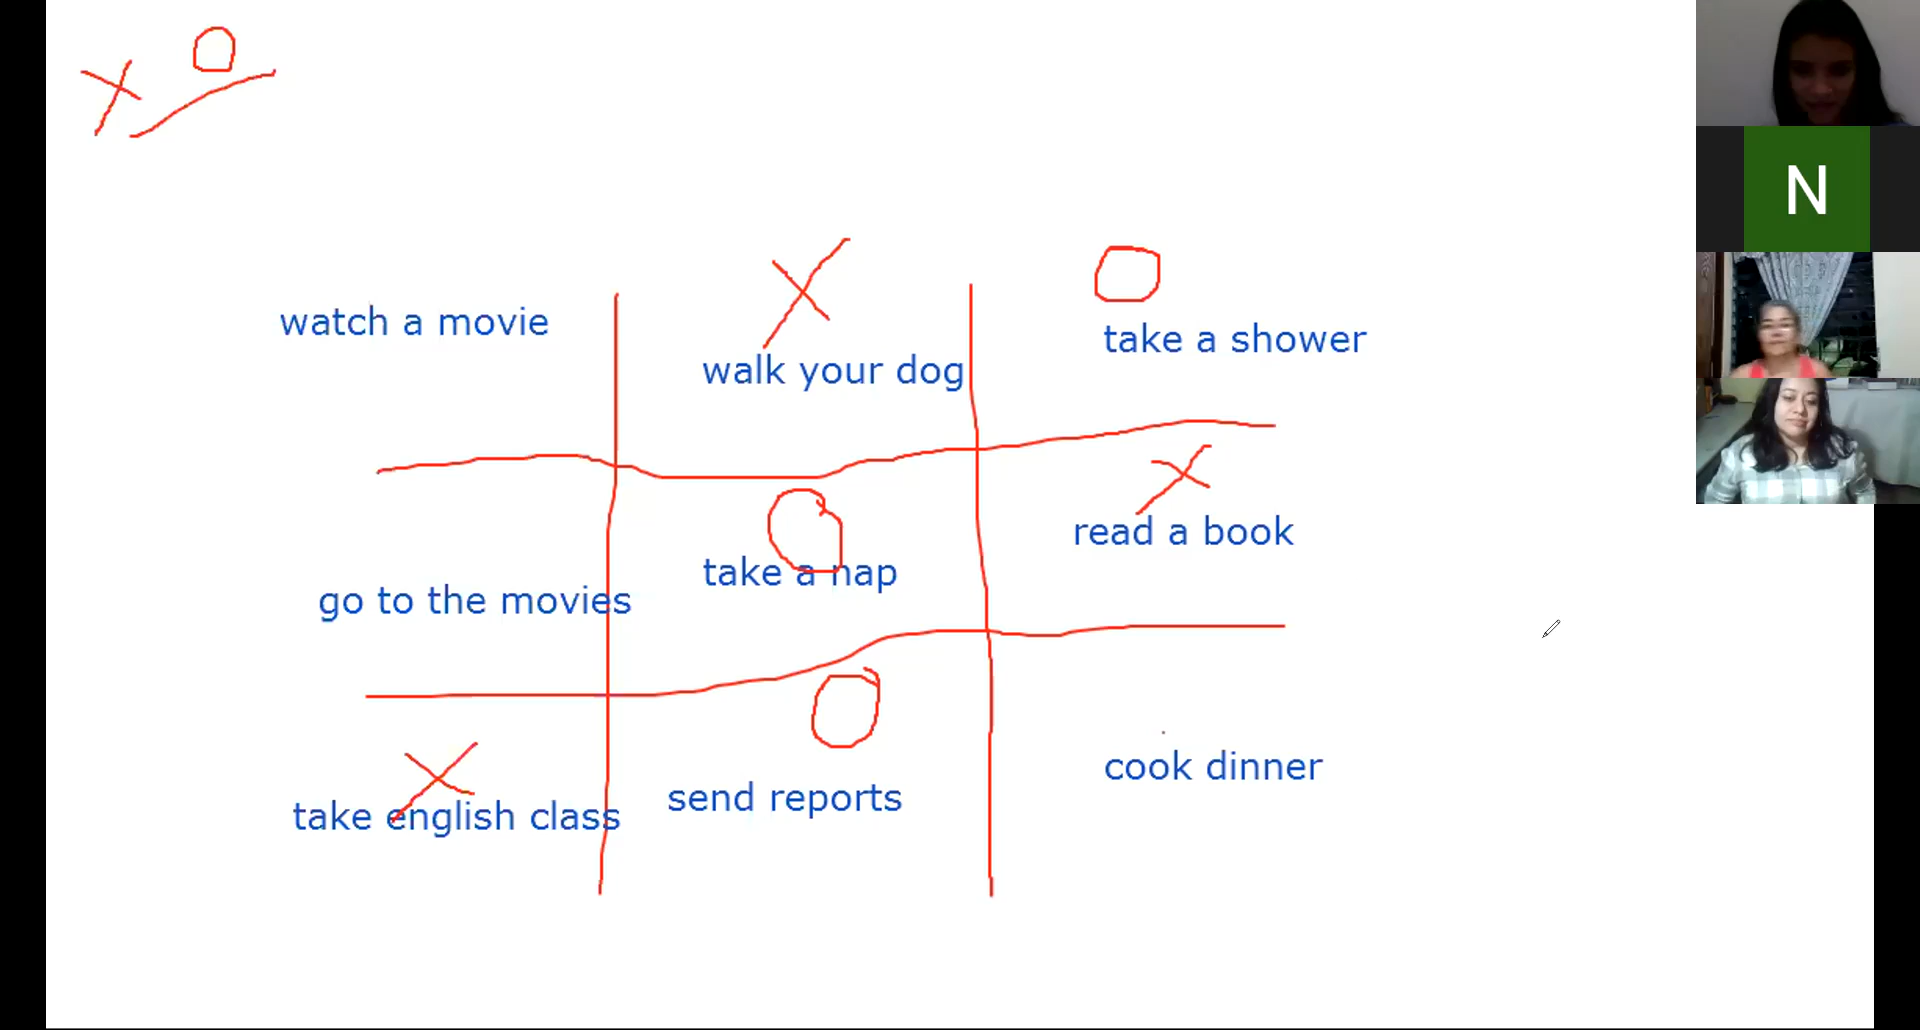 X O
X O
watch a movie
walk your dog
take a shower
O X
go to the movies
take a nap
read a book
X O
take english class
send reports
cook dinner
N